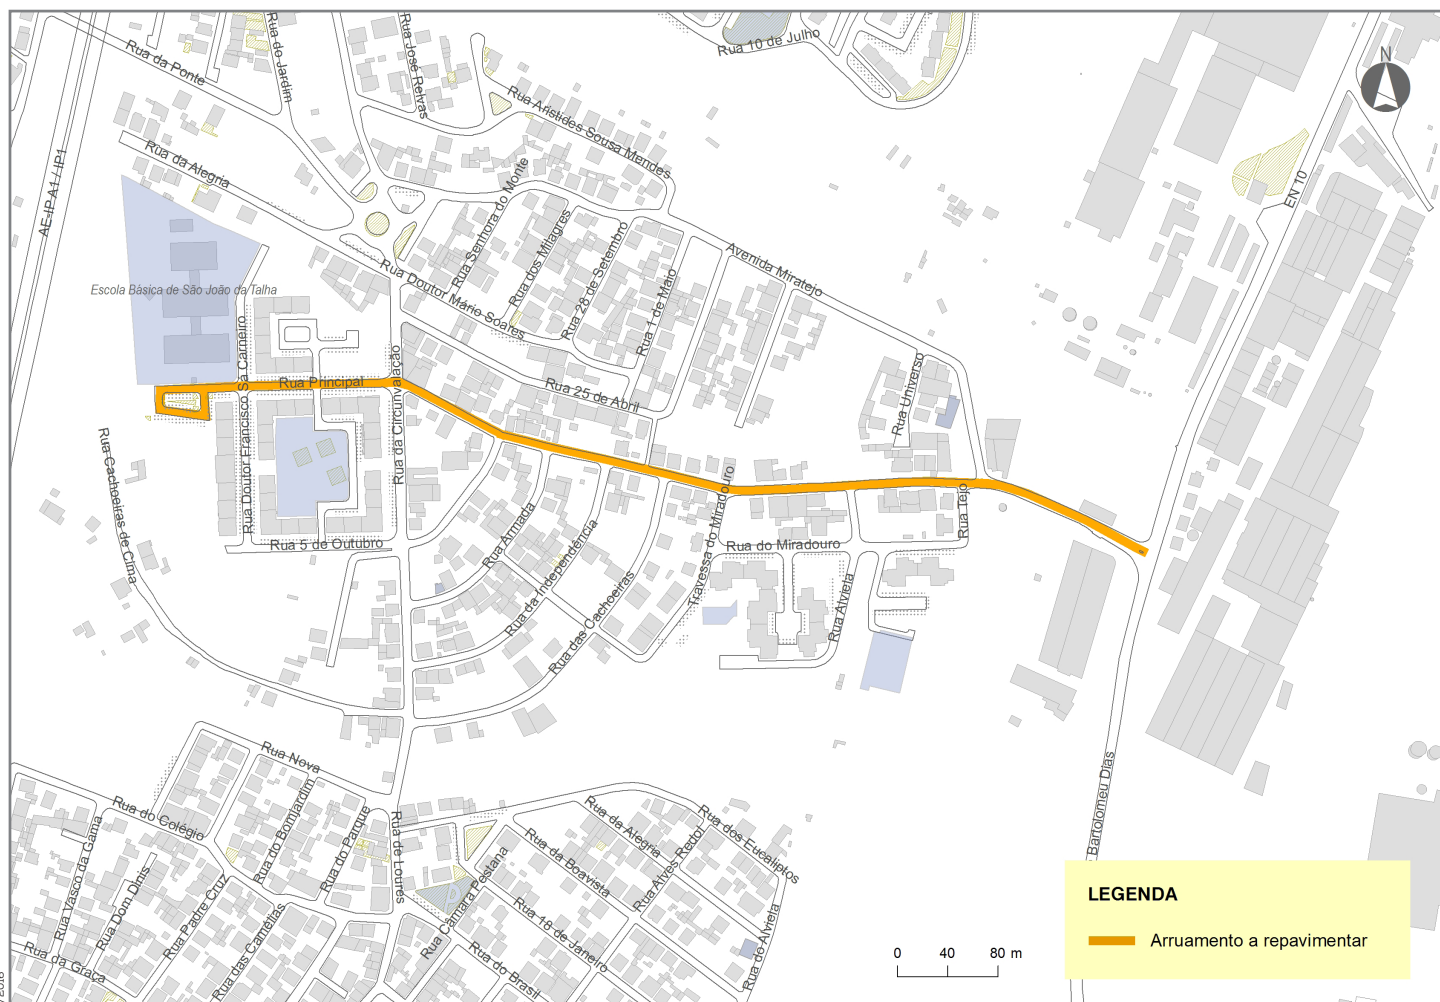 Rua da Ponte
Rua do Jardim
Rua José Relvas
Rua 10 de Julho
N
Rua Aristides Sousa Mendes
Rua da Alegria
AE-IP A1 / IP1
EN 10
Rua Senhora do Monte
Rua dos Milagres
Rua 28 de Setembro
Rua 1 de Maio
Avenida Miratejo
Escola Básica de São João da Talha
Rua Doutor Mário Soares
Rua Principal
Rua Doutor Francisco Sá Carneiro
Rua da Circunvalação
Rua 25 de Abril
Rua Universo
Rua Cachoeiras de Cima
Rua 5 de Outubro
Rua Armada
Rua da Independência
Rua das Cachoeiras
Travessa do Miradouro
Rua do Miradouro
Rua Tejo
Rua Alviela
Rua Nova
Rua do Colégio
Rua Vasco da Gama
Rua Dom Dinis
Rua Padre Cruz
Rua do Bomjardim
Rua do Parque
Rua das Camélias
Rua da Graça
Rua de Loures
Rua Câmara Pestana
Rua da Boavista
Rua da Alegria
Rua Alves Redol
Rua dos Eucaliptos
Rua 18 de Janeiro
Rua do Brasil
Rua do Alviela
Bartolomeu Dias
P
LEGENDA
Arruamento a repavimentar
0 40 80 m